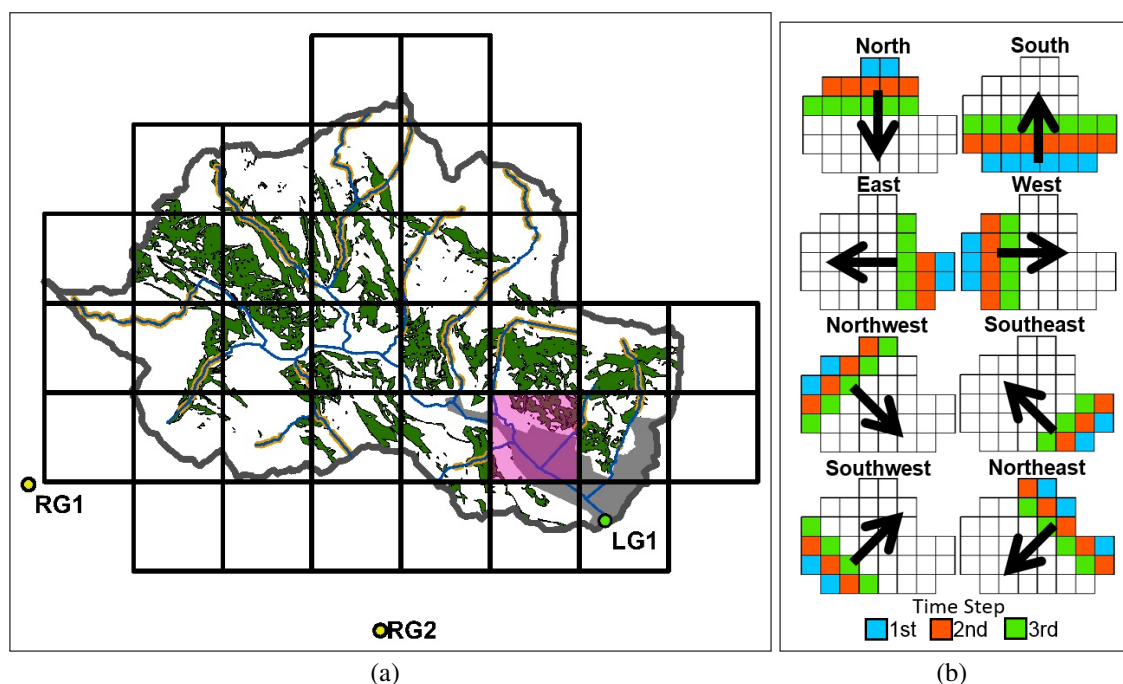 RG1
LG1
RG2
(a)
North South
East West
Northwest Southeast
Southwest Northeast
Time Step
1st 2nd 3rd
(b)